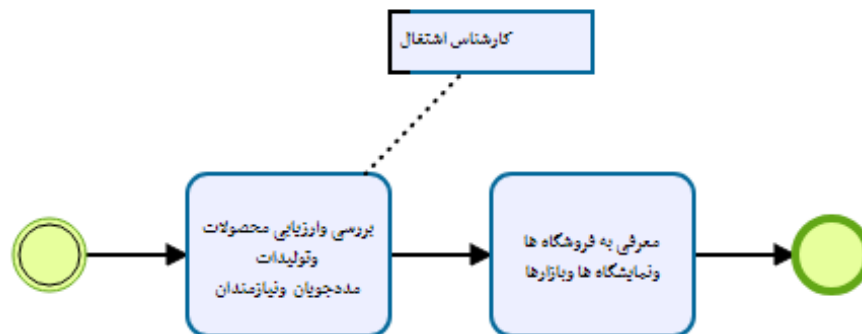 کارشناس اشتغال
بررسی وارزیابی محصولات
وتولیدات
مددجویان ونیازمندان
معرفی به فروشگاه ها
ونمایشگاه ها وبازارها